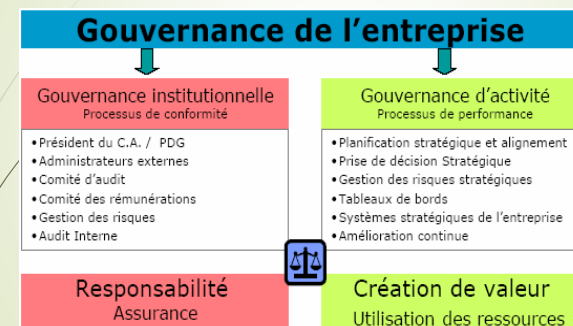 Gouvernance de l'entreprise
Gouvernance institutionnelle
Processus de conformité
• Président du C.A. / PDG
• Administrateurs externes
• Comité d'audit
• Comité des rémunérations
• Gestion des risques
• Audit Interne
Responsabilité
Assurance
Gouvernance d'activité
Processus de performance
• Planification stratégique et alignement
• Prise de décision Stratégique
• Gestion des risques stratégiques
• Tableaux de bords
• Systèmes stratégiques de l'entreprise
• Amélioration continue
Création de valeur
Utilisation des ressources